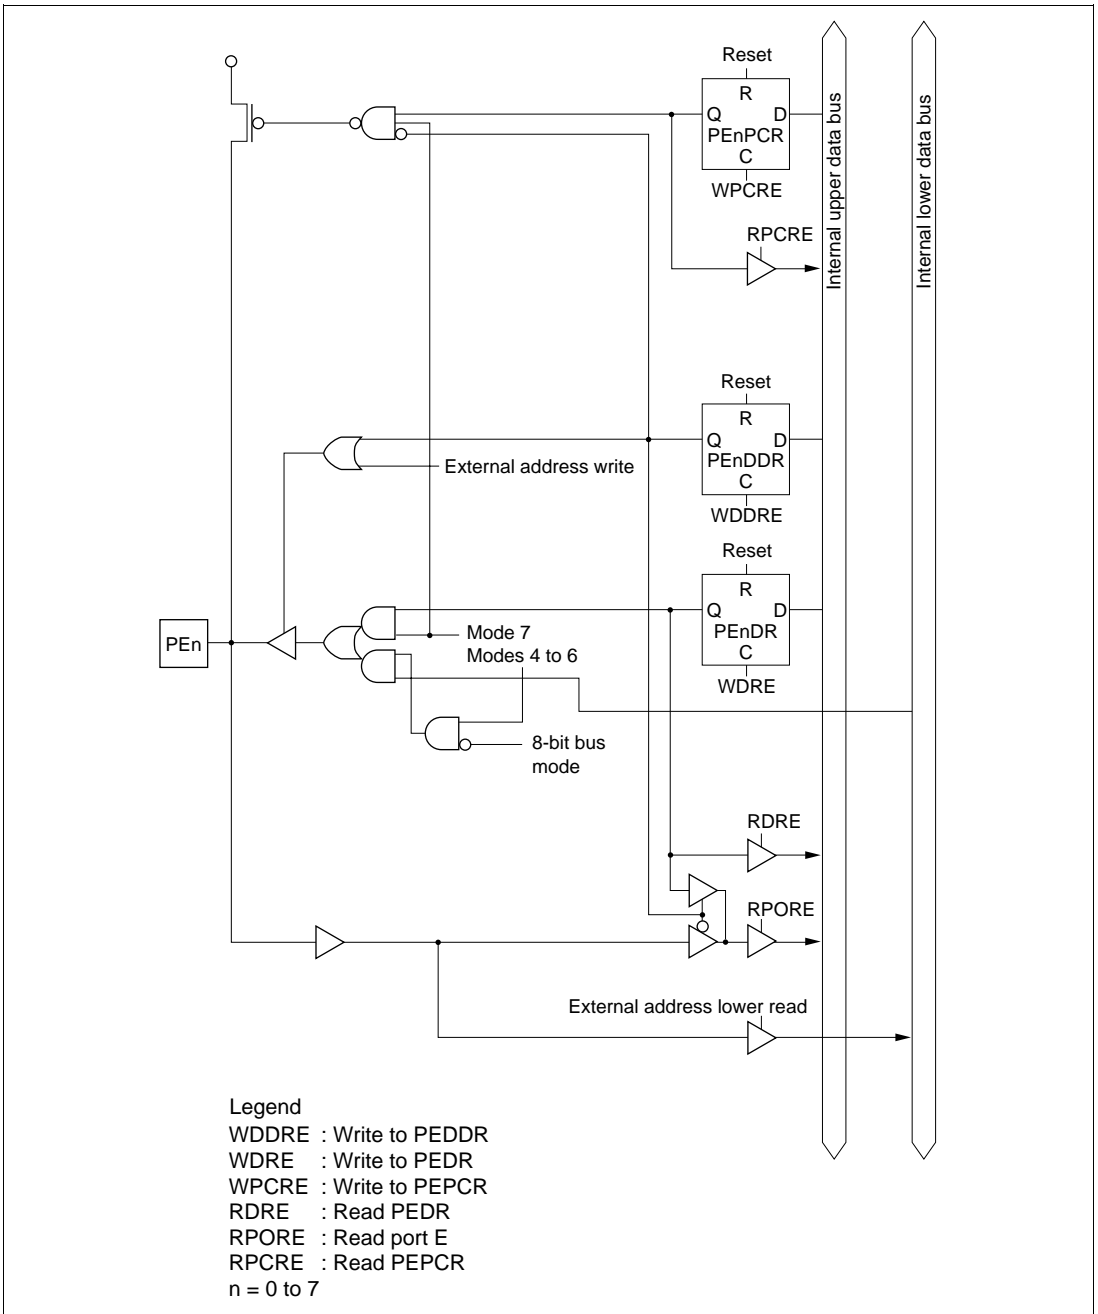 Reset
R
Q D
PEnPCR
C
WPCRE
RPCRE
Internal upper data bus
Internal lower data bus
Reset
R
Q D
PEnDDR
C
WDDRE
External address write
Reset
R
Q D
PEnDR
C
WDRE
PEn
Mode 7
Modes 4 to 6
8-bit bus
mode
RDRE
RPORE
External address lower read
Legend
WDDRE : Write to PEDDR
WDRE : Write to PEDR
WPCRE : Write to PEPCR
RDRE : Read PEDR
RPORE : Read port E
RPCRE : Read PEPCR
n = 0 to 7